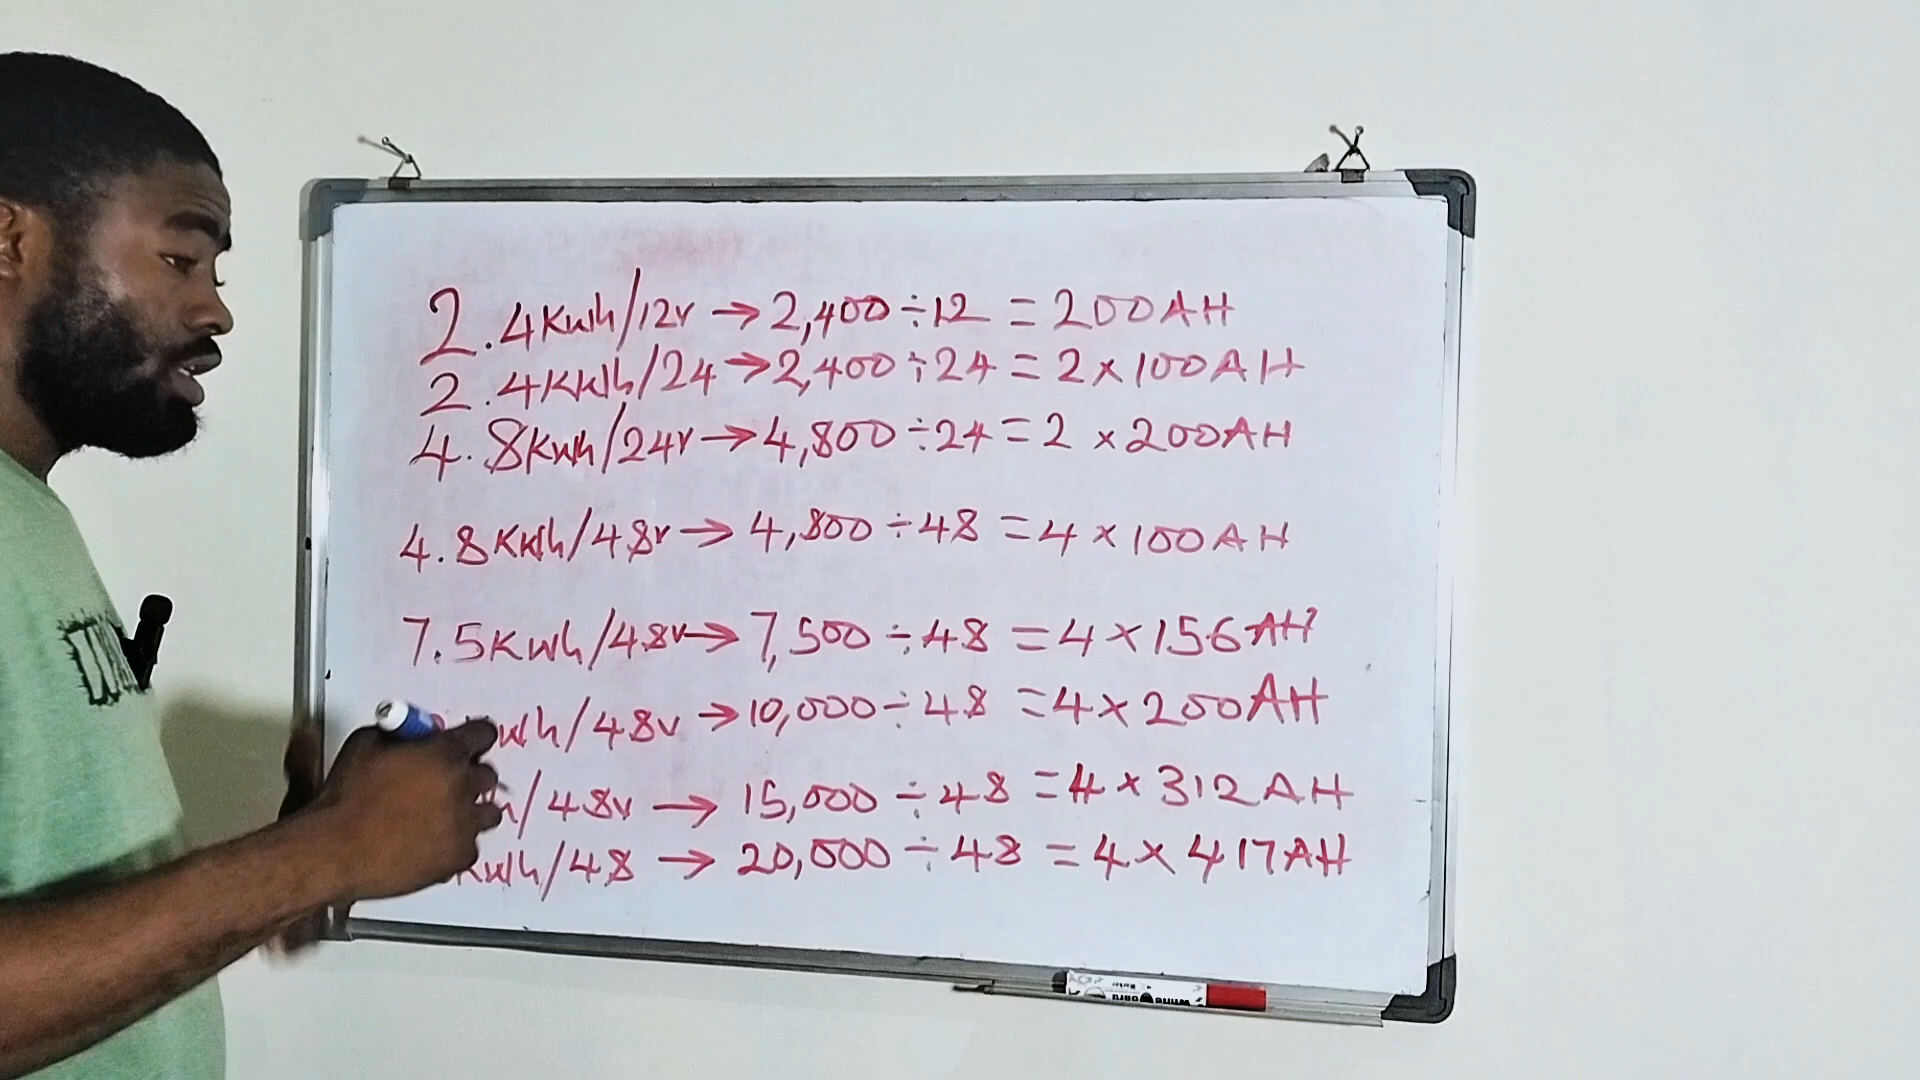 2.4Kwh/12v → 2,400 ÷ 12 = 200AH
2.4Kwh/24 → 2,400 ÷ 24 = 2 × 100AH
4.8Kwh/24v → 4,800 ÷ 24 = 2 × 200AH
4.8Kwh/48v → 4,800 ÷ 48 = 4 × 100AH
7.5Kwh/48v → 7,500 ÷ 48 = 4 × 156AH
Kwh/48v → 10,000 ÷ 48 = 4 × 200AH
h/48v → 15,000 ÷ 48 = 4 × 312AH
Kwh/48 → 20,000 ÷ 48 = 4 × 417AH
Marker